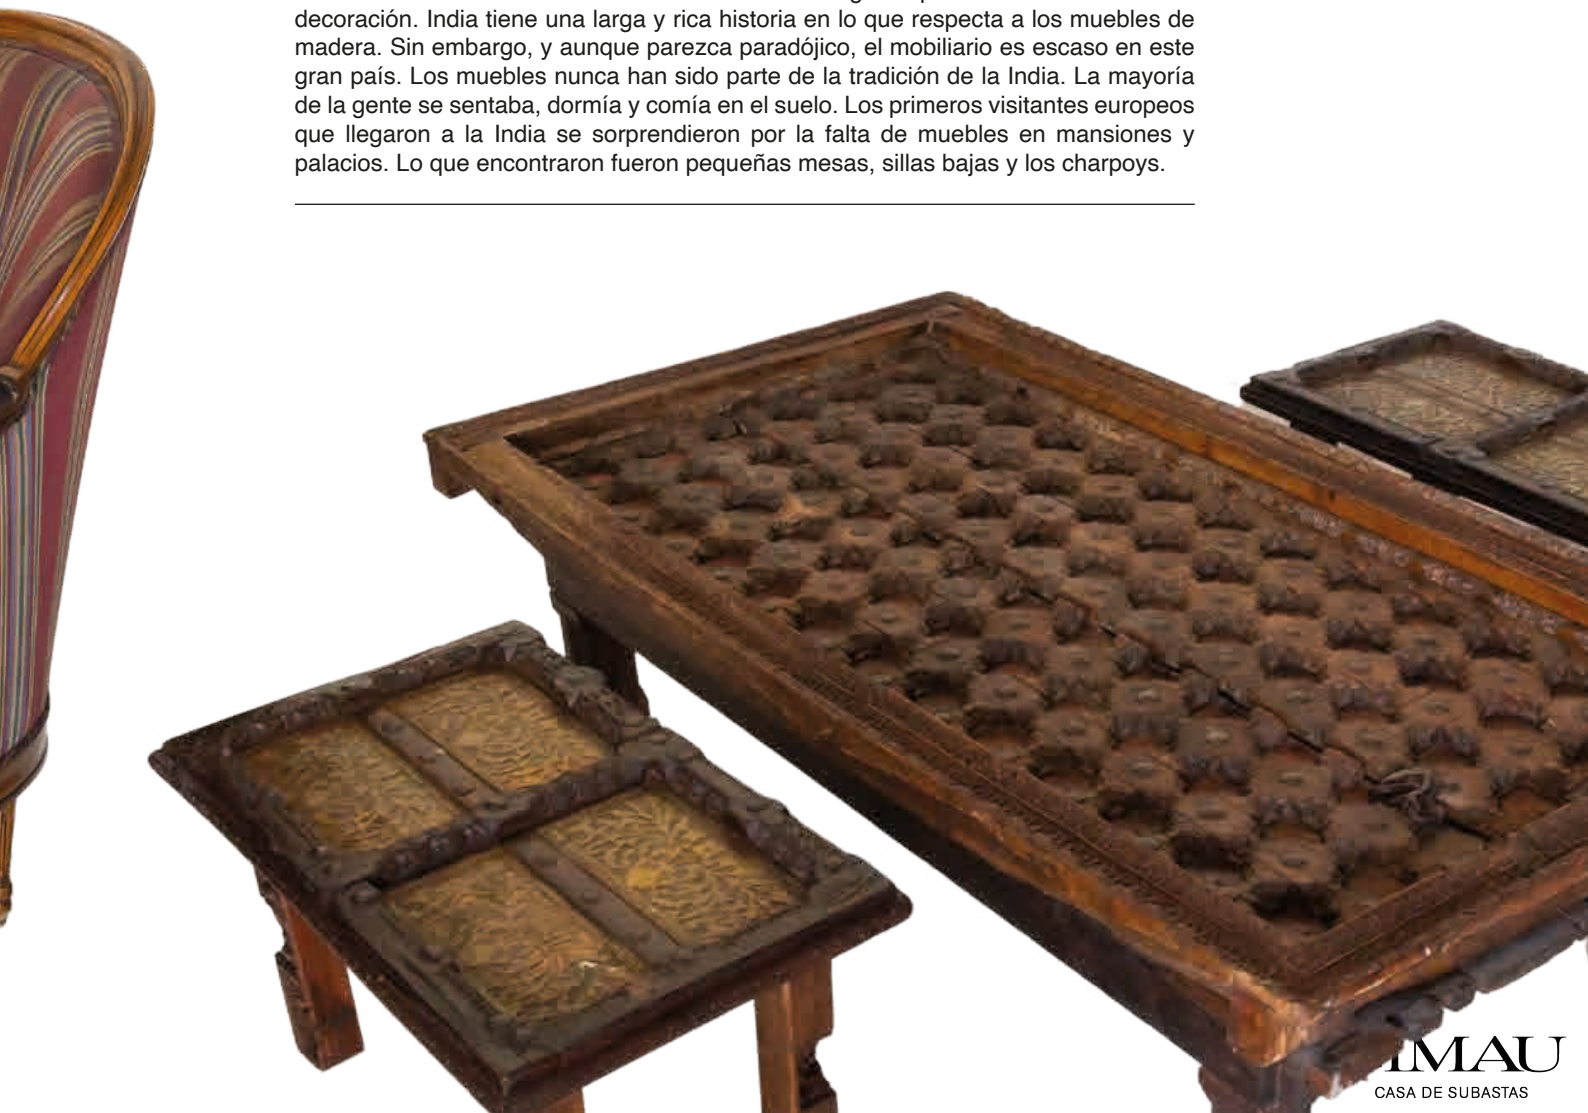 decoración. India tiene una larga y rica historia en lo que respecta a los muebles de
madera. Sin embargo, y aunque parezca paradójico, el mobiliario es escaso en este
gran país. Los muebles nunca han sido parte de la tradición de la India. La mayoría
de la gente se sentaba, dormía y comía en el suelo. Los primeros visitantes europeos
que llegaron a la India se sorprendieron por la falta de muebles en mansiones y
palacios. Lo que encontraron fueron pequeñas mesas, sillas bajas y los charpoys.
CASA DE SUBASTAS